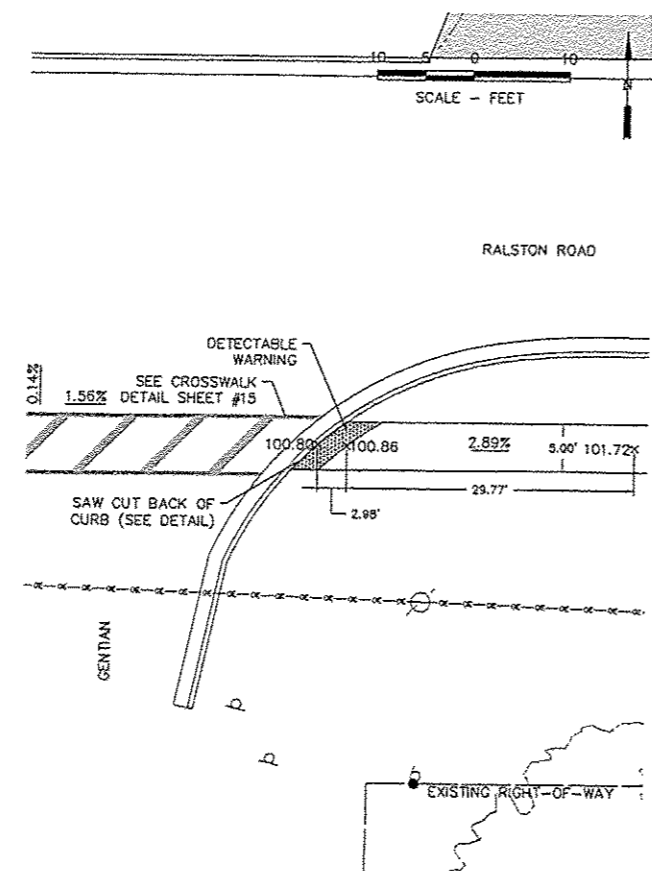 10 5 0 10
SCALE - FEET
N
RALSTON ROAD
DETECTABLE
WARNING
0.14%
SEE CROSSWALK
1.56% DETAIL SHEET #15
100.80 100.86 2.89% 5.00' 101.72
SAW CUT BACK OF
CURB (SEE DETAIL)
29.77'
2.98'
GENTIAN
EXISTING RIGHT-OF-WAY